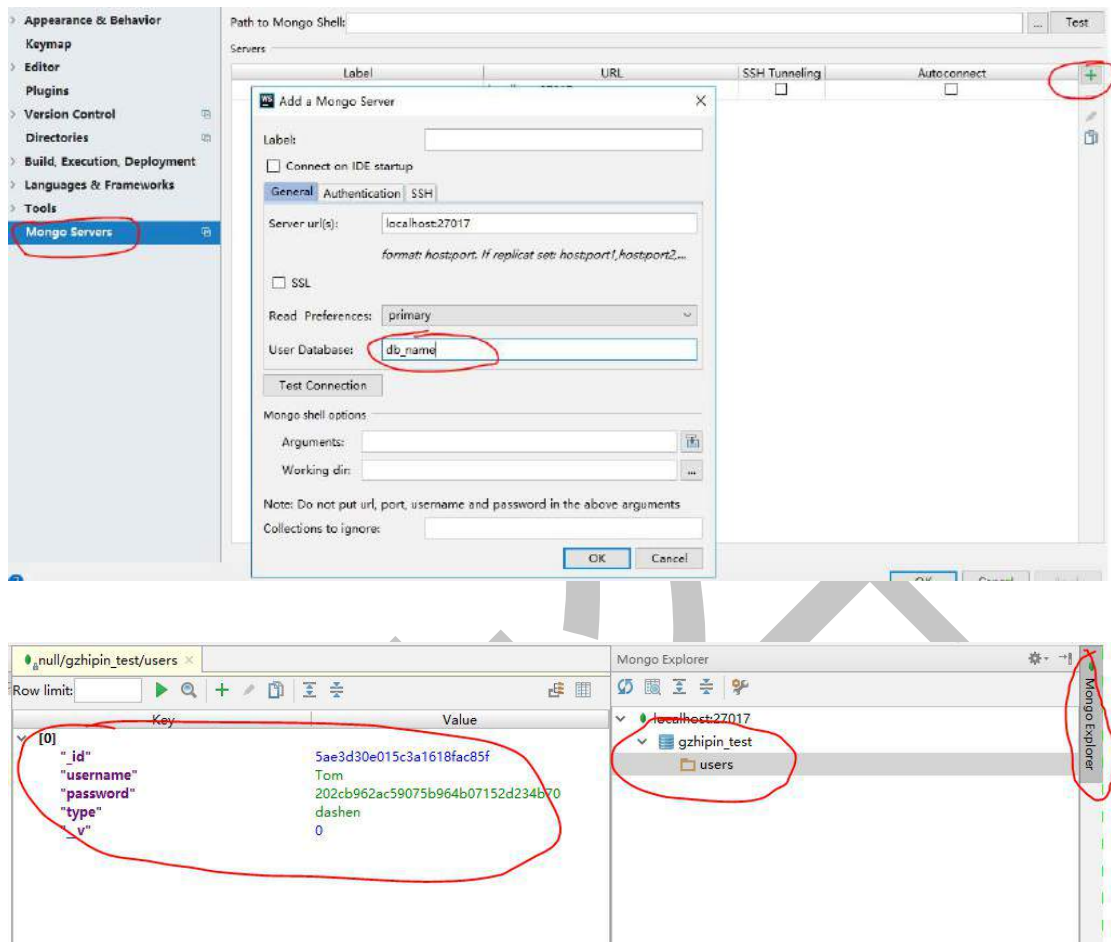 Appearance & Behavior
Keymap
Editor
Plugins
Version Control
Directories
Build, Execution, Deployment
Languages & Frameworks
Tools
Mongo Servers
Path to Mongo Shell: ... Test
Servers
Label URL SSH Tunneling Autoconnect
WS Add a Mongo Server
Label:
Connect on IDE startup
General Authentication SSH
Server url(s): localhost:27017
format: host:port. If replicat set: host:port1,host:port2,...
SSL
Read Preferences: primary
User Database: db_name
Test Connection
Mongo shell options
Arguments:
Working dir: ...
Note: Do not put url, port, username and password in the above arguments
Collections to ignore:
OK Cancel
null/gzhipin_test/users
Row limit:
Key Value
[0]
"_id" 5ae3d30e015c3a1618fac85f
"username" Tom
"password" 202cb962ac59075b964b07152d234b70
"type" dashen
"__v" 0
Mongo Explorer
localhost:27017
gzhipin_test
users
Mongo Explorer